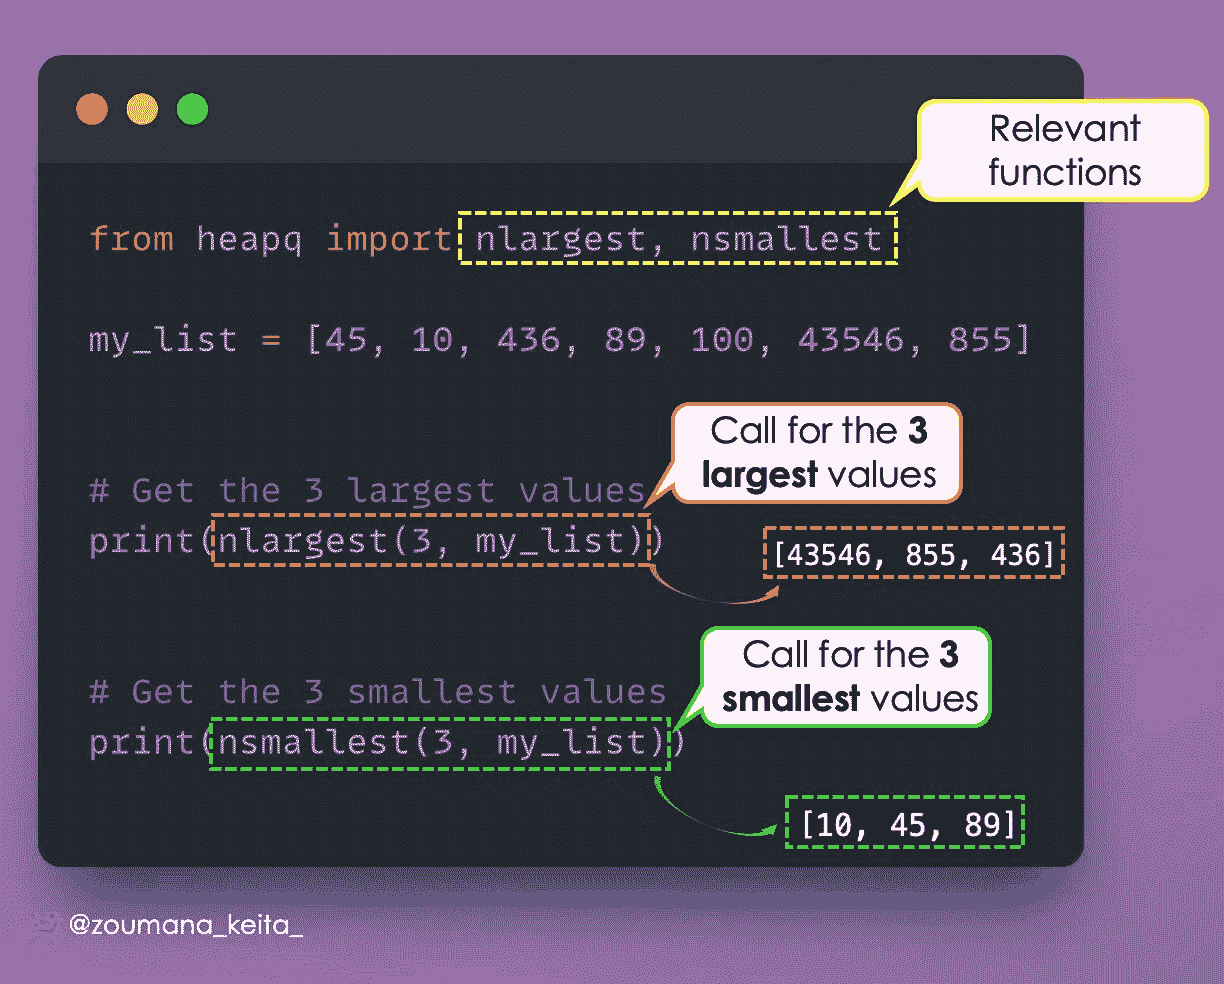 Relevant
functions
from heapq import nlargest, nsmallest
my_list = [45, 10, 436, 89, 100, 43546, 855]
Call for the 3
largest values
# Get the 3 largest values
print(nlargest(3, my_list))
[43546, 855, 436]
Call for the 3
smallest values
# Get the 3 smallest values
print(nsmallest(3, my_list))
[10, 45, 89]
@zoumana_keita_